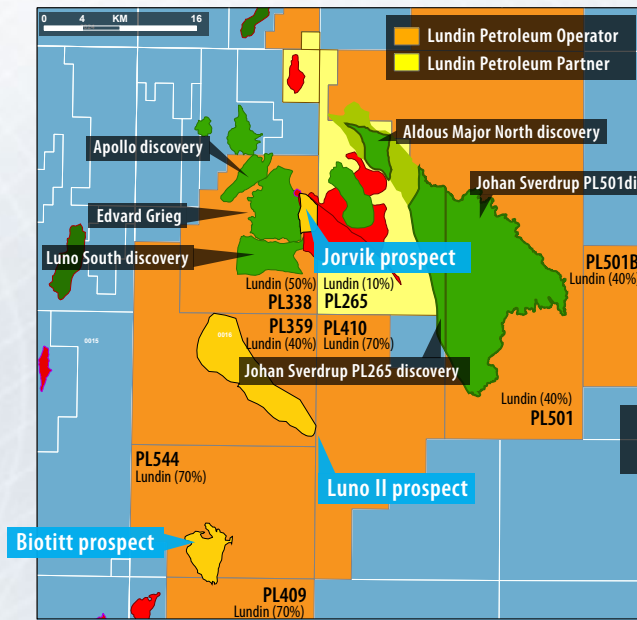 0 4 KM 16
Lundin Petroleum Operator
Lundin Petroleum Partner
Aldous Major North discovery
Apollo discovery
Johan Sverdrup PL501di
Edvard Grieg
Luno South discovery
Jorvik prospect
PL501B
Lundin (40%)
Lundin (50%)
PL338
Lundin (10%)
PL265
PL359
Lundin (40%)
PL410
Lundin (70%)
0016
0015
Johan Sverdrup PL265 discovery
Lundin (40%)
PL501
PL544
Lundin (70%)
Luno II prospect
Biotitt prospect
PL409
Lundin (70%)